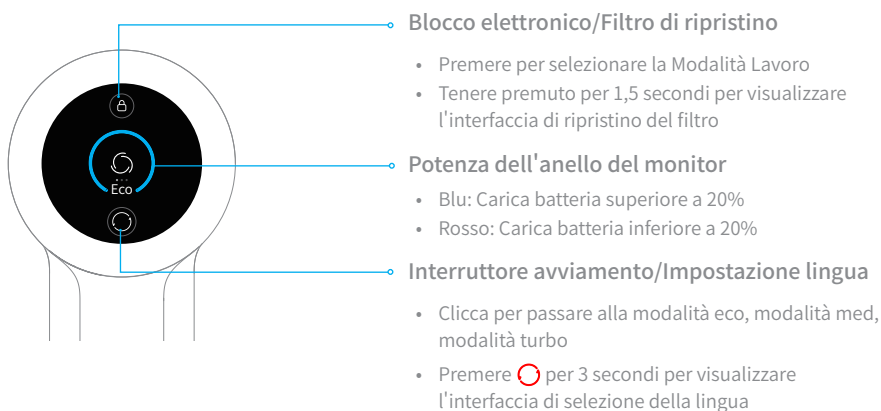 Blocco elettronico/Filtro di ripristino
• Premere per selezionare la Modalità Lavoro
• Tenere premuto per 1,5 secondi per visualizzare
l'interfaccia di ripristino del filtro
Potenza dell'anello del monitor
• Blu: Carica batteria superiore a 20%
• Rosso: Carica batteria inferiore a 20%
Eco
Interruttore avviamento/Impostazione lingua
• Clicca per passare alla modalità eco, modalità med,
modalità turbo
• Premere per 3 secondi per visualizzare
l'interfaccia di selezione della lingua